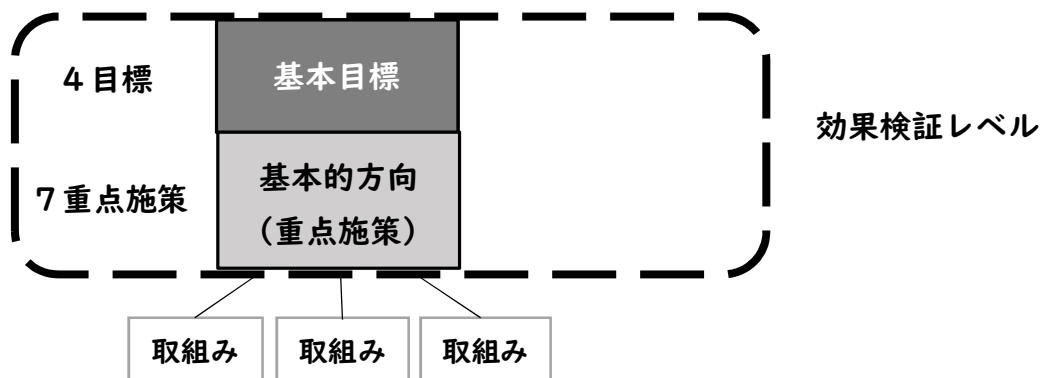 ４目標
基本目標
効果検証レベル
７重点施策
基本的方向
（重点施策）
取組み
取組み
取組み